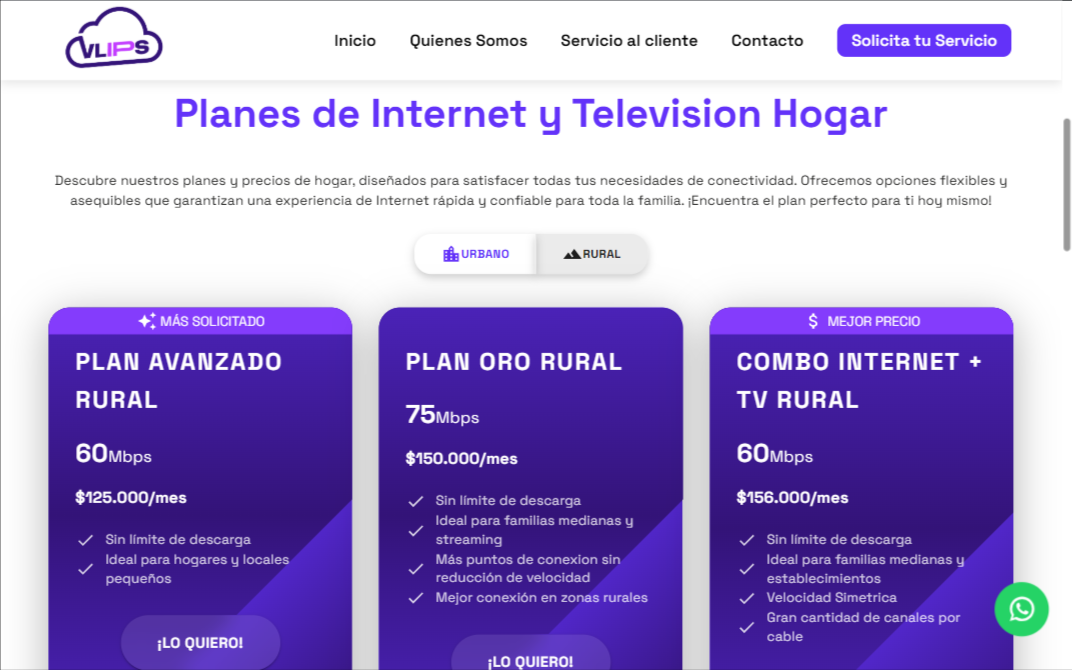 VLIPS
Inicio
Quienes Somos
Servicio al cliente
Contacto
Solicita tu Servicio
Planes de Internet y Television Hogar
Descubre nuestros planes y precios de hogar, diseñados para satisfacer todas tus necesidades de conectividad. Ofrecemos opciones flexibles y
asequibles que garantizan una experiencia de Internet rápida y confiable para toda la familia. ¡Encuentra el plan perfecto para ti hoy mismo!
URBANO
RURAL
MÁS SOLICITADO
PLAN AVANZADO
RURAL
60Mbps
$125.000/mes
Sin límite de descarga
Ideal para hogares y locales
pequeños
¡LO QUIERO!
PLAN ORO RURAL
75Mbps
$150.000/mes
Sin límite de descarga
Ideal para familias medianas y
streaming
Más puntos de conexion sin
reducción de velocidad
Mejor conexión en zonas rurales
¡LO QUIERO!
$ MEJOR PRECIO
COMBO INTERNET +
TV RURAL
60Mbps
$156.000/mes
Sin límite de descarga
Ideal para familias medianas y
establecimientos
Velocidad Simetrica
Gran cantidad de canales por
cable